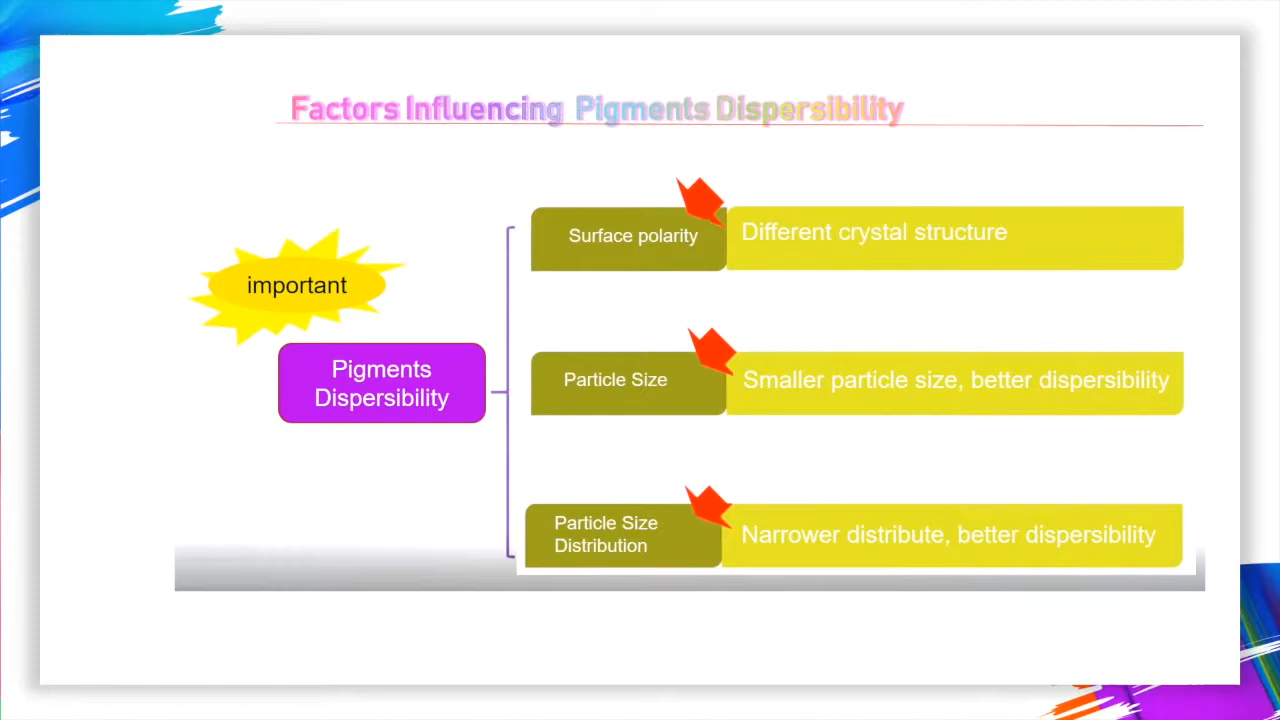 Factors Influencing Pigments Dispersibility
important
Pigments
Dispersibility
Surface polarity
Different crystal structure
Particle Size
Smaller particle size, better dispersibility
Particle Size
Distribution
Narrower distribute, better dispersibility